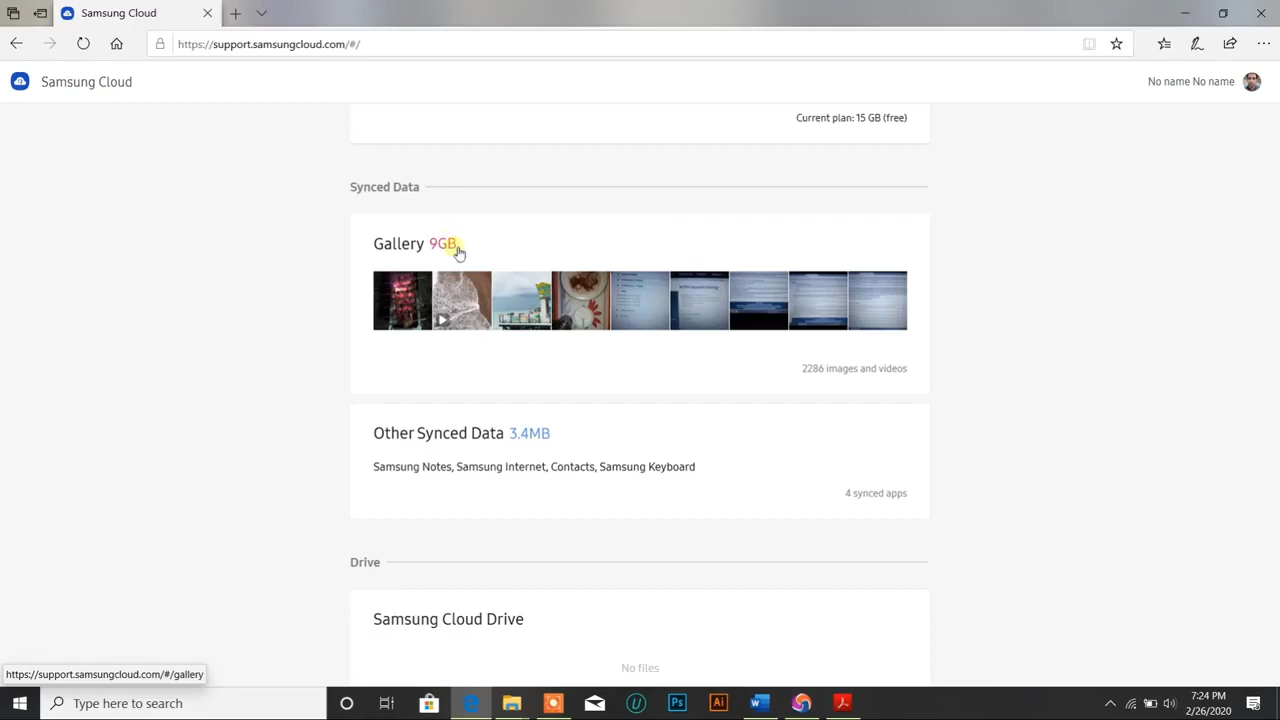 Samsung Cloud
https://support.samsungcloud.com/#/
Samsung Cloud
No name No name
Current plan: 15 GB (free)
Synced Data
Gallery 9GB
2286 images and videos
Other Synced Data 3.4MB
Samsung Notes, Samsung Internet, Contacts, Samsung Keyboard
4 synced apps
Drive
Samsung Cloud Drive
No files
https://support.samsungcloud.com/#/gallery
Type here to search
Ps
Ai
7:24 PM
2/26/2020